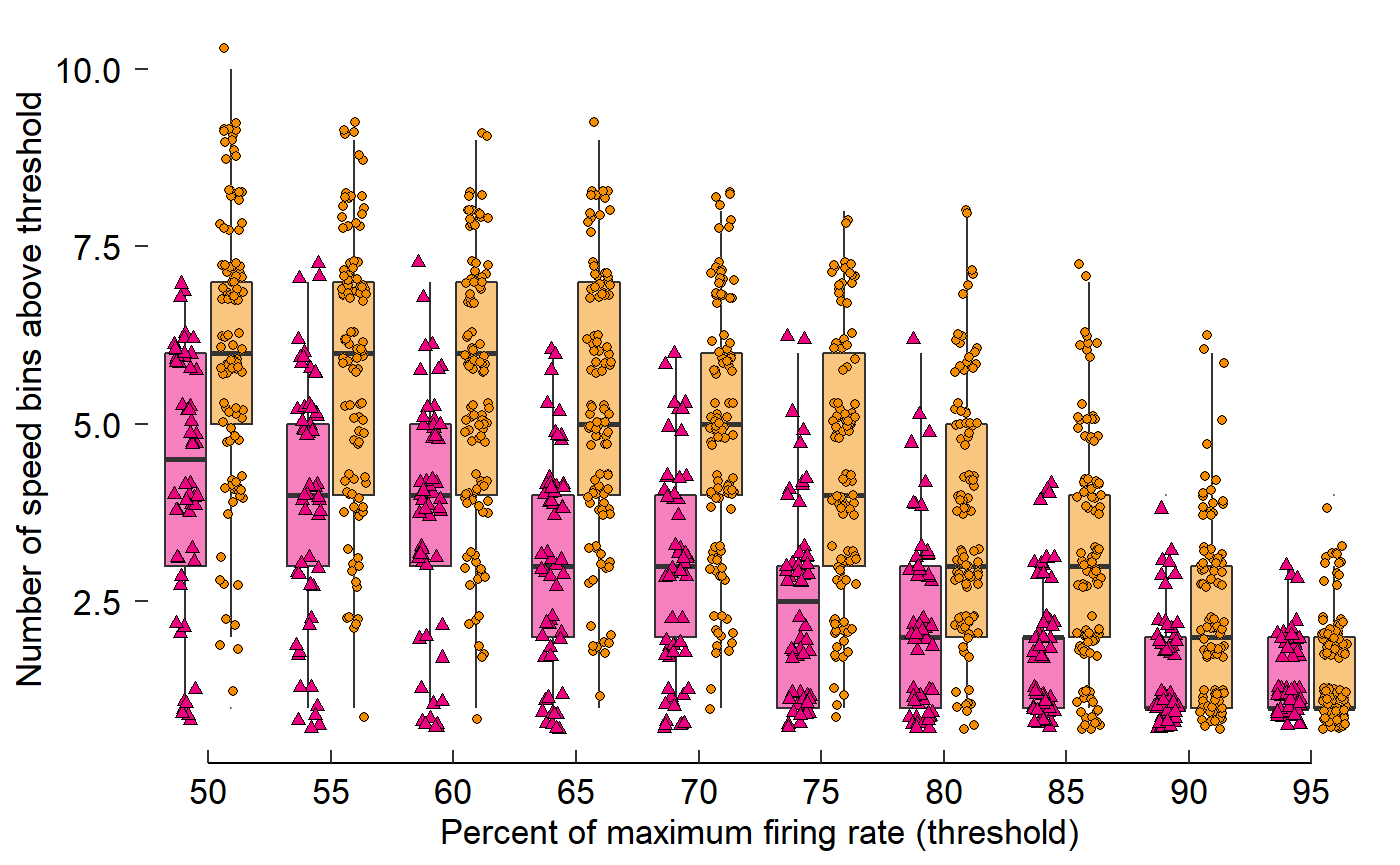 Number of speed bins above threshold
10.0
7.5
5.0
2.5
50 55 60 65 70 75 80 85 90 95
Percent of maximum firing rate (threshold)